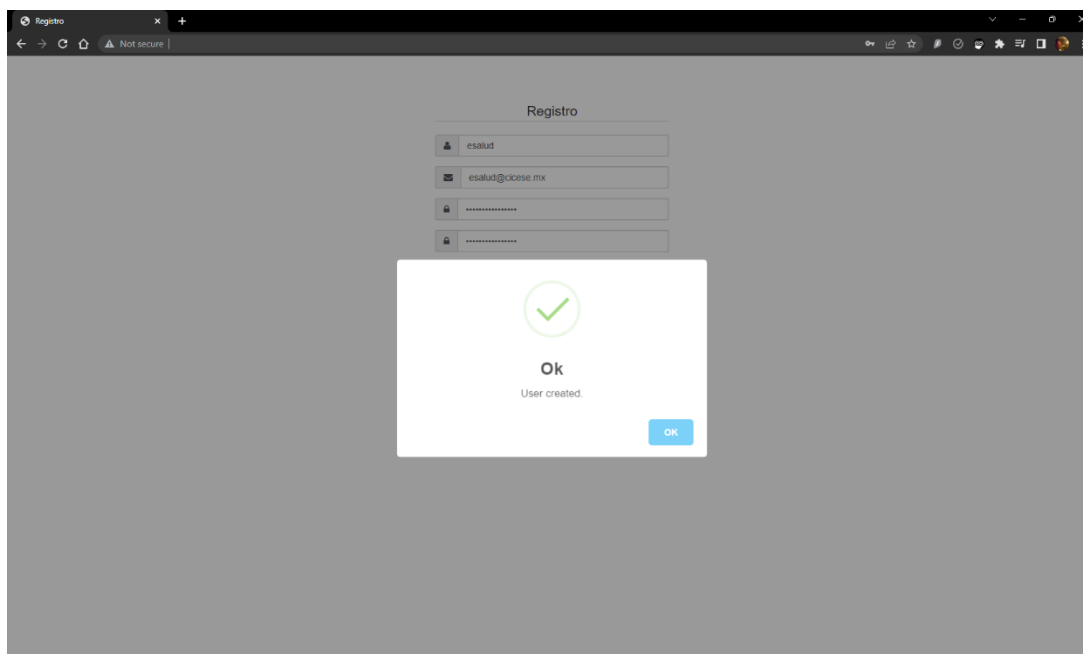 Registro
Not secure
Registro
esalud
esalud@cicese.mx
Ok
User created.
OK